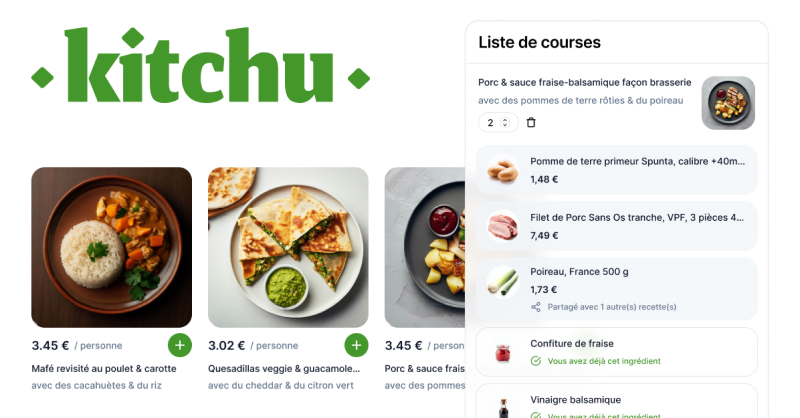 kitchu
Liste de courses
Porc & sauce fraise-balsamique façon brasserie
avec des pommes de terre rôties & du poireau
2
Pomme de terre primeur Spunta, calibre +40m...
1,48 €
Filet de Porc Sans Os tranche, VPF, 3 pièces 4...
7,49 €
Poireau, France 500 g
1,73 €
Partagé avec 1 autre(s) recette(s)
Confiture de fraise
Vous avez déjà cet ingrédient
Vinaigre balsamique
Vous avez déjà cet ingrédient
3.45 € / personne
Mafé revisité au poulet & carotte
avec des cacahuètes & du riz
3.02 € / personne
Quesadillas veggie & guacamole...
avec du cheddar & du citron vert
3.45 € / person
Porc & sauce frais
avec des pommes